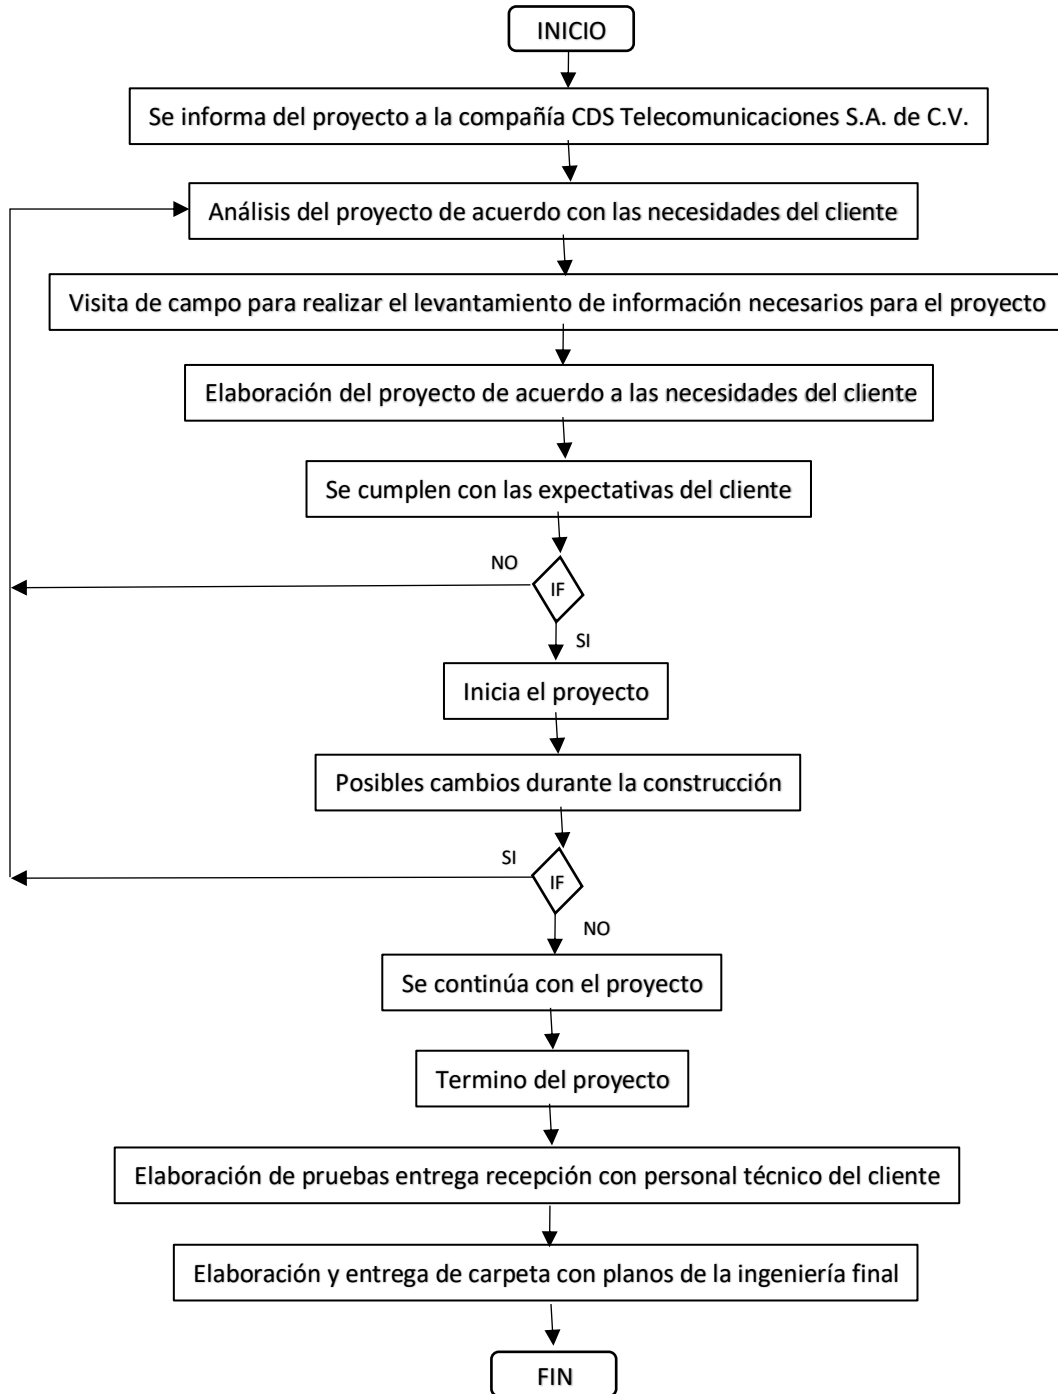 INICIO
Se informa del proyecto a la compañía CDS Telecomunicaciones S.A. de C.V.
Análisis del proyecto de acuerdo con las necesidades del cliente
Visita de campo para realizar el levantamiento de información necesarios para el proyecto
Elaboración del proyecto de acuerdo a las necesidades del cliente
Se cumplen con las expectativas del cliente
NO
IF
SI
Inicia el proyecto
Posibles cambios durante la construcción
SI
IF
NO
Se continúa con el proyecto
Termino del proyecto
Elaboración de pruebas entrega recepción con personal técnico del cliente
Elaboración y entrega de carpeta con planos de la ingeniería final
FIN